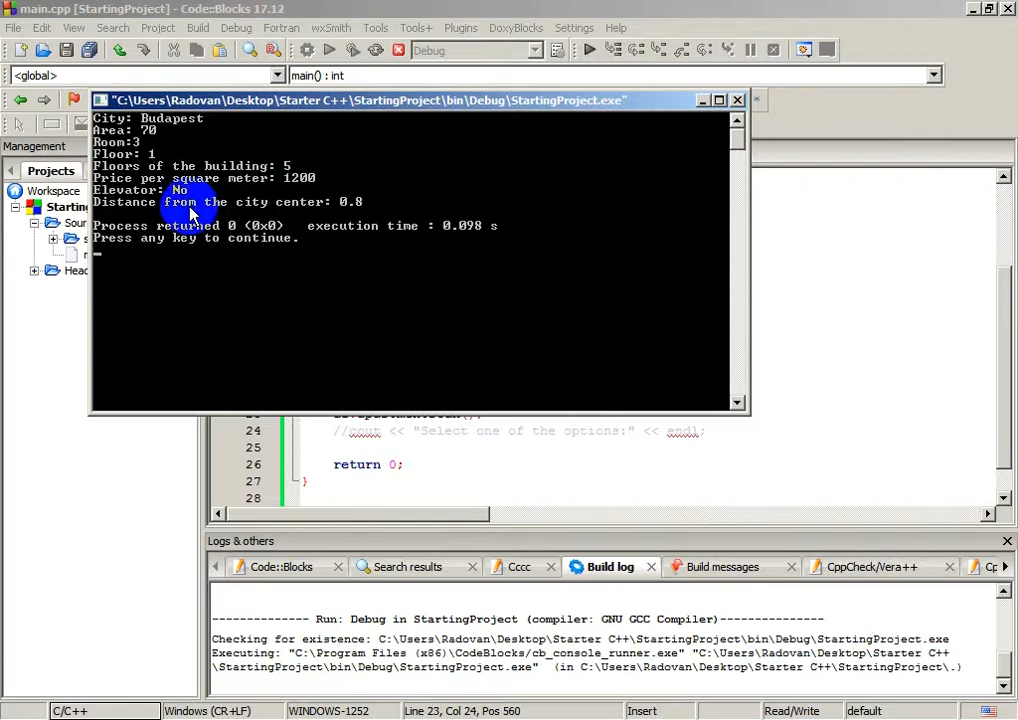 main.cpp [StartingProject] - Code::Blocks 17.12
File Edit View Search Project Build Debug Fortran wxSmith Tools Tools+ Plugins DoxyBlocks Settings Help
Debug
<global> main() : int
"C:\Users\Radovan\Desktop\Starter C++\StartingProject\bin\Debug\StartingProject.exe"
City: Budapest
Area: 70
Room:3
Floor: 1
Floors of the building: 5
Price per square meter: 1200
Elevator: No
Distance from the city center: 0.8
Process returned 0 (0x0) execution time : 0.098 s
Press any key to continue.
Management
Projects
Workspace
Startin
Sour
s
Head
24 //cout << "Select one of the options:" << endl;
25
26 return 0;
27 }
28
Logs & others
Code::Blocks Search results Cccc Build log Build messages CppCheck/Vera++ Cp
-------------- Run: Debug in StartingProject (compiler: GNU GCC Compiler)---------------
Checking for existence: C:\Users\Radovan\Desktop\Starter C++\StartingProject\bin\Debug\StartingProject.exe
Executing: "C:\Program Files (x86)\CodeBlocks/cb_console_runner.exe" "C:\Users\Radovan\Desktop\Starter C++
\StartingProject\bin\Debug\StartingProject.exe" (in C:\Users\Radovan\Desktop\Starter C++\StartingProject\.)
C/C++ Windows (CR+LF) WINDOWS-1252 Line 23, Col 24, Pos 560 Insert Read/Write default